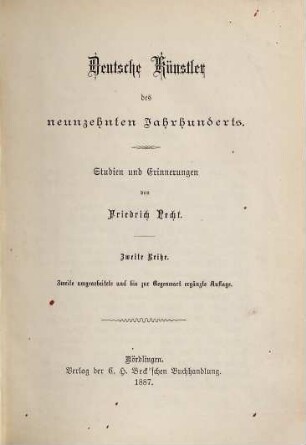 Deutsche Künstler
des
neunzehnten Jahrhunderts.
Studien und Erinnerungen
von
Friedrich Pecht.
Zweite Reihe.
Zweite umgearbeitete und bis zur Gegenwart ergänzte Auflage.
Nördlingen.
Verlag der C. H. Beck'schen Buchhandlung.
1887.